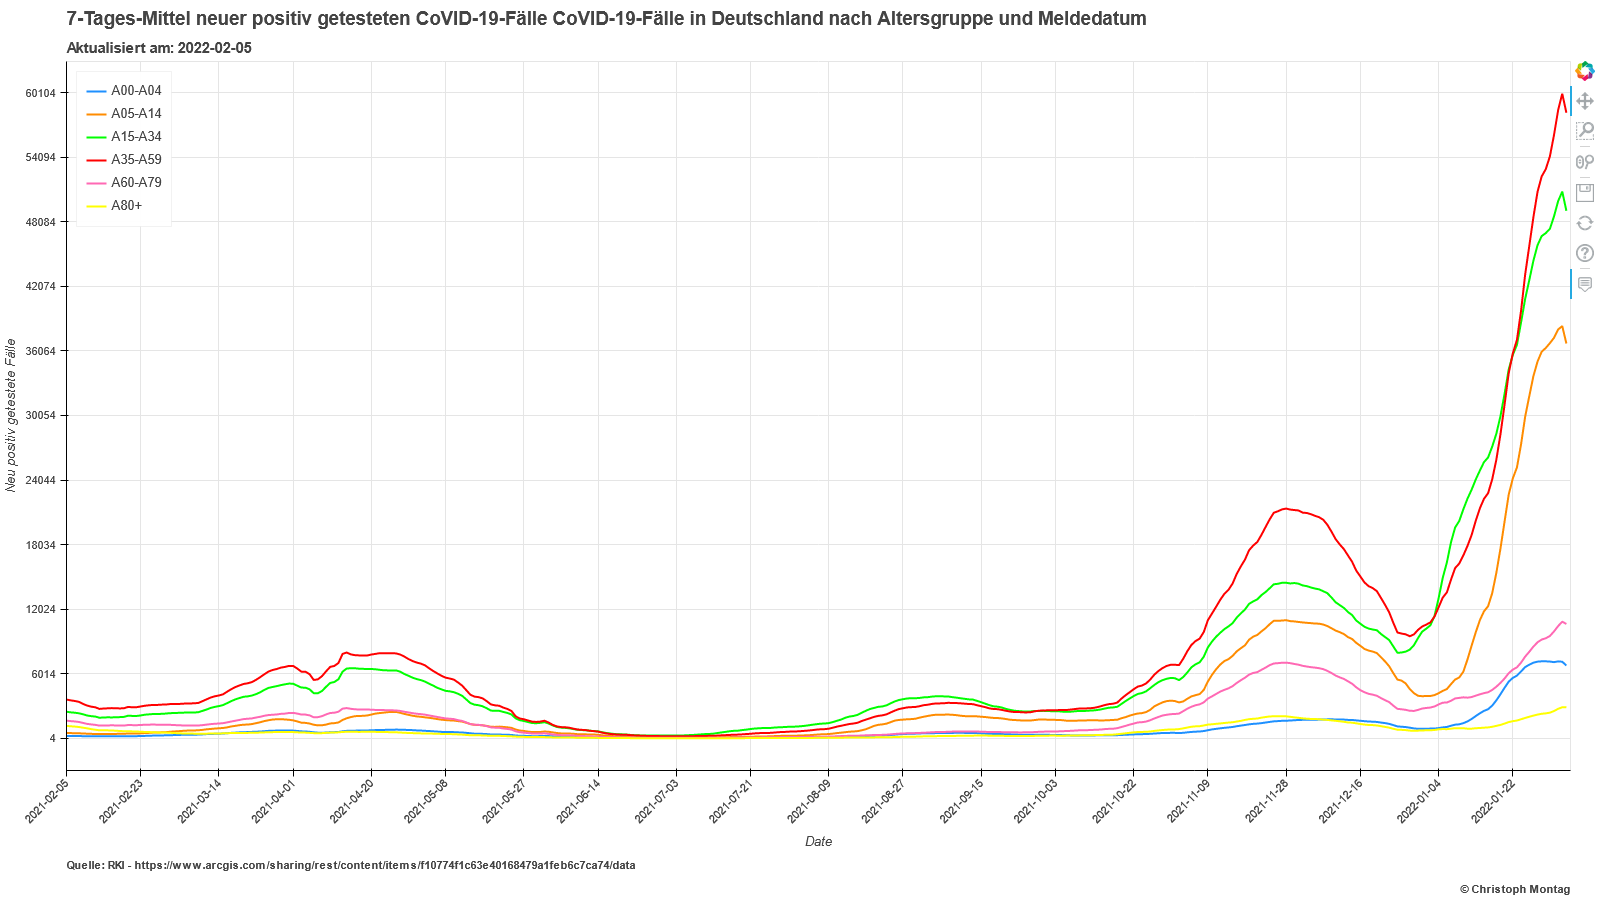 7-Tages-Mittel neuer positiv getesteten CoVID-19-Fälle CoVID-19-Fälle in Deutschland nach Altersgruppe und Meldedatum
Aktualisiert am: 2022-02-05
A00-A04
A05-A14
A15-A34
A35-A59
A60-A79
A80+
60104
54094
48084
42074
36064
30054
24044
18034
12024
6014
4
Neu positiv getestete Fälle
2021-02-05
2021-02-23
2021-03-14
2021-04-01
2021-04-20
2021-05-08
2021-05-27
2021-06-14
2021-07-03
2021-07-21
2021-08-09
2021-08-27
2021-09-15
2021-10-03
2021-10-22
2021-11-09
2021-11-28
2021-12-16
2022-01-04
2022-01-22
Date
Quelle: RKI - https://www.arcgis.com/sharing/rest/content/items/f10774f1c63e40168479a1feb6c7ca74/data
© Christoph Montag